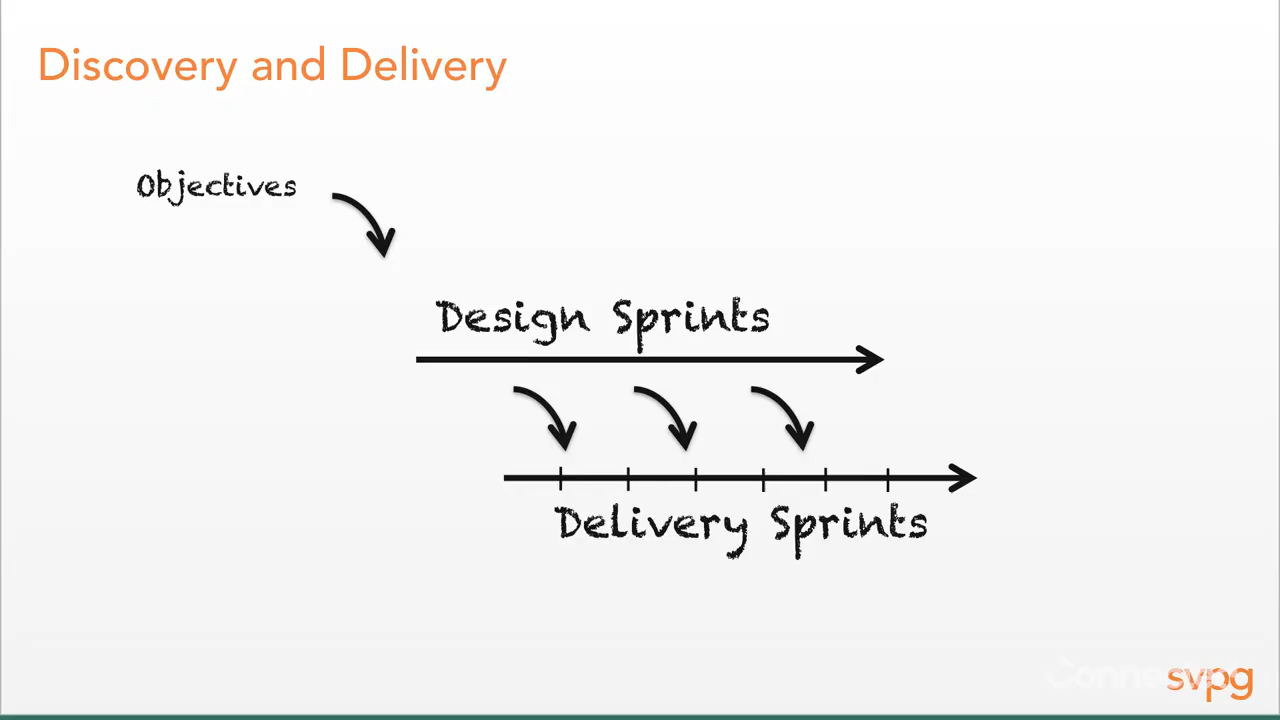 Discovery and Delivery
Objectives
Design Sprints
Delivery Sprints
svpg